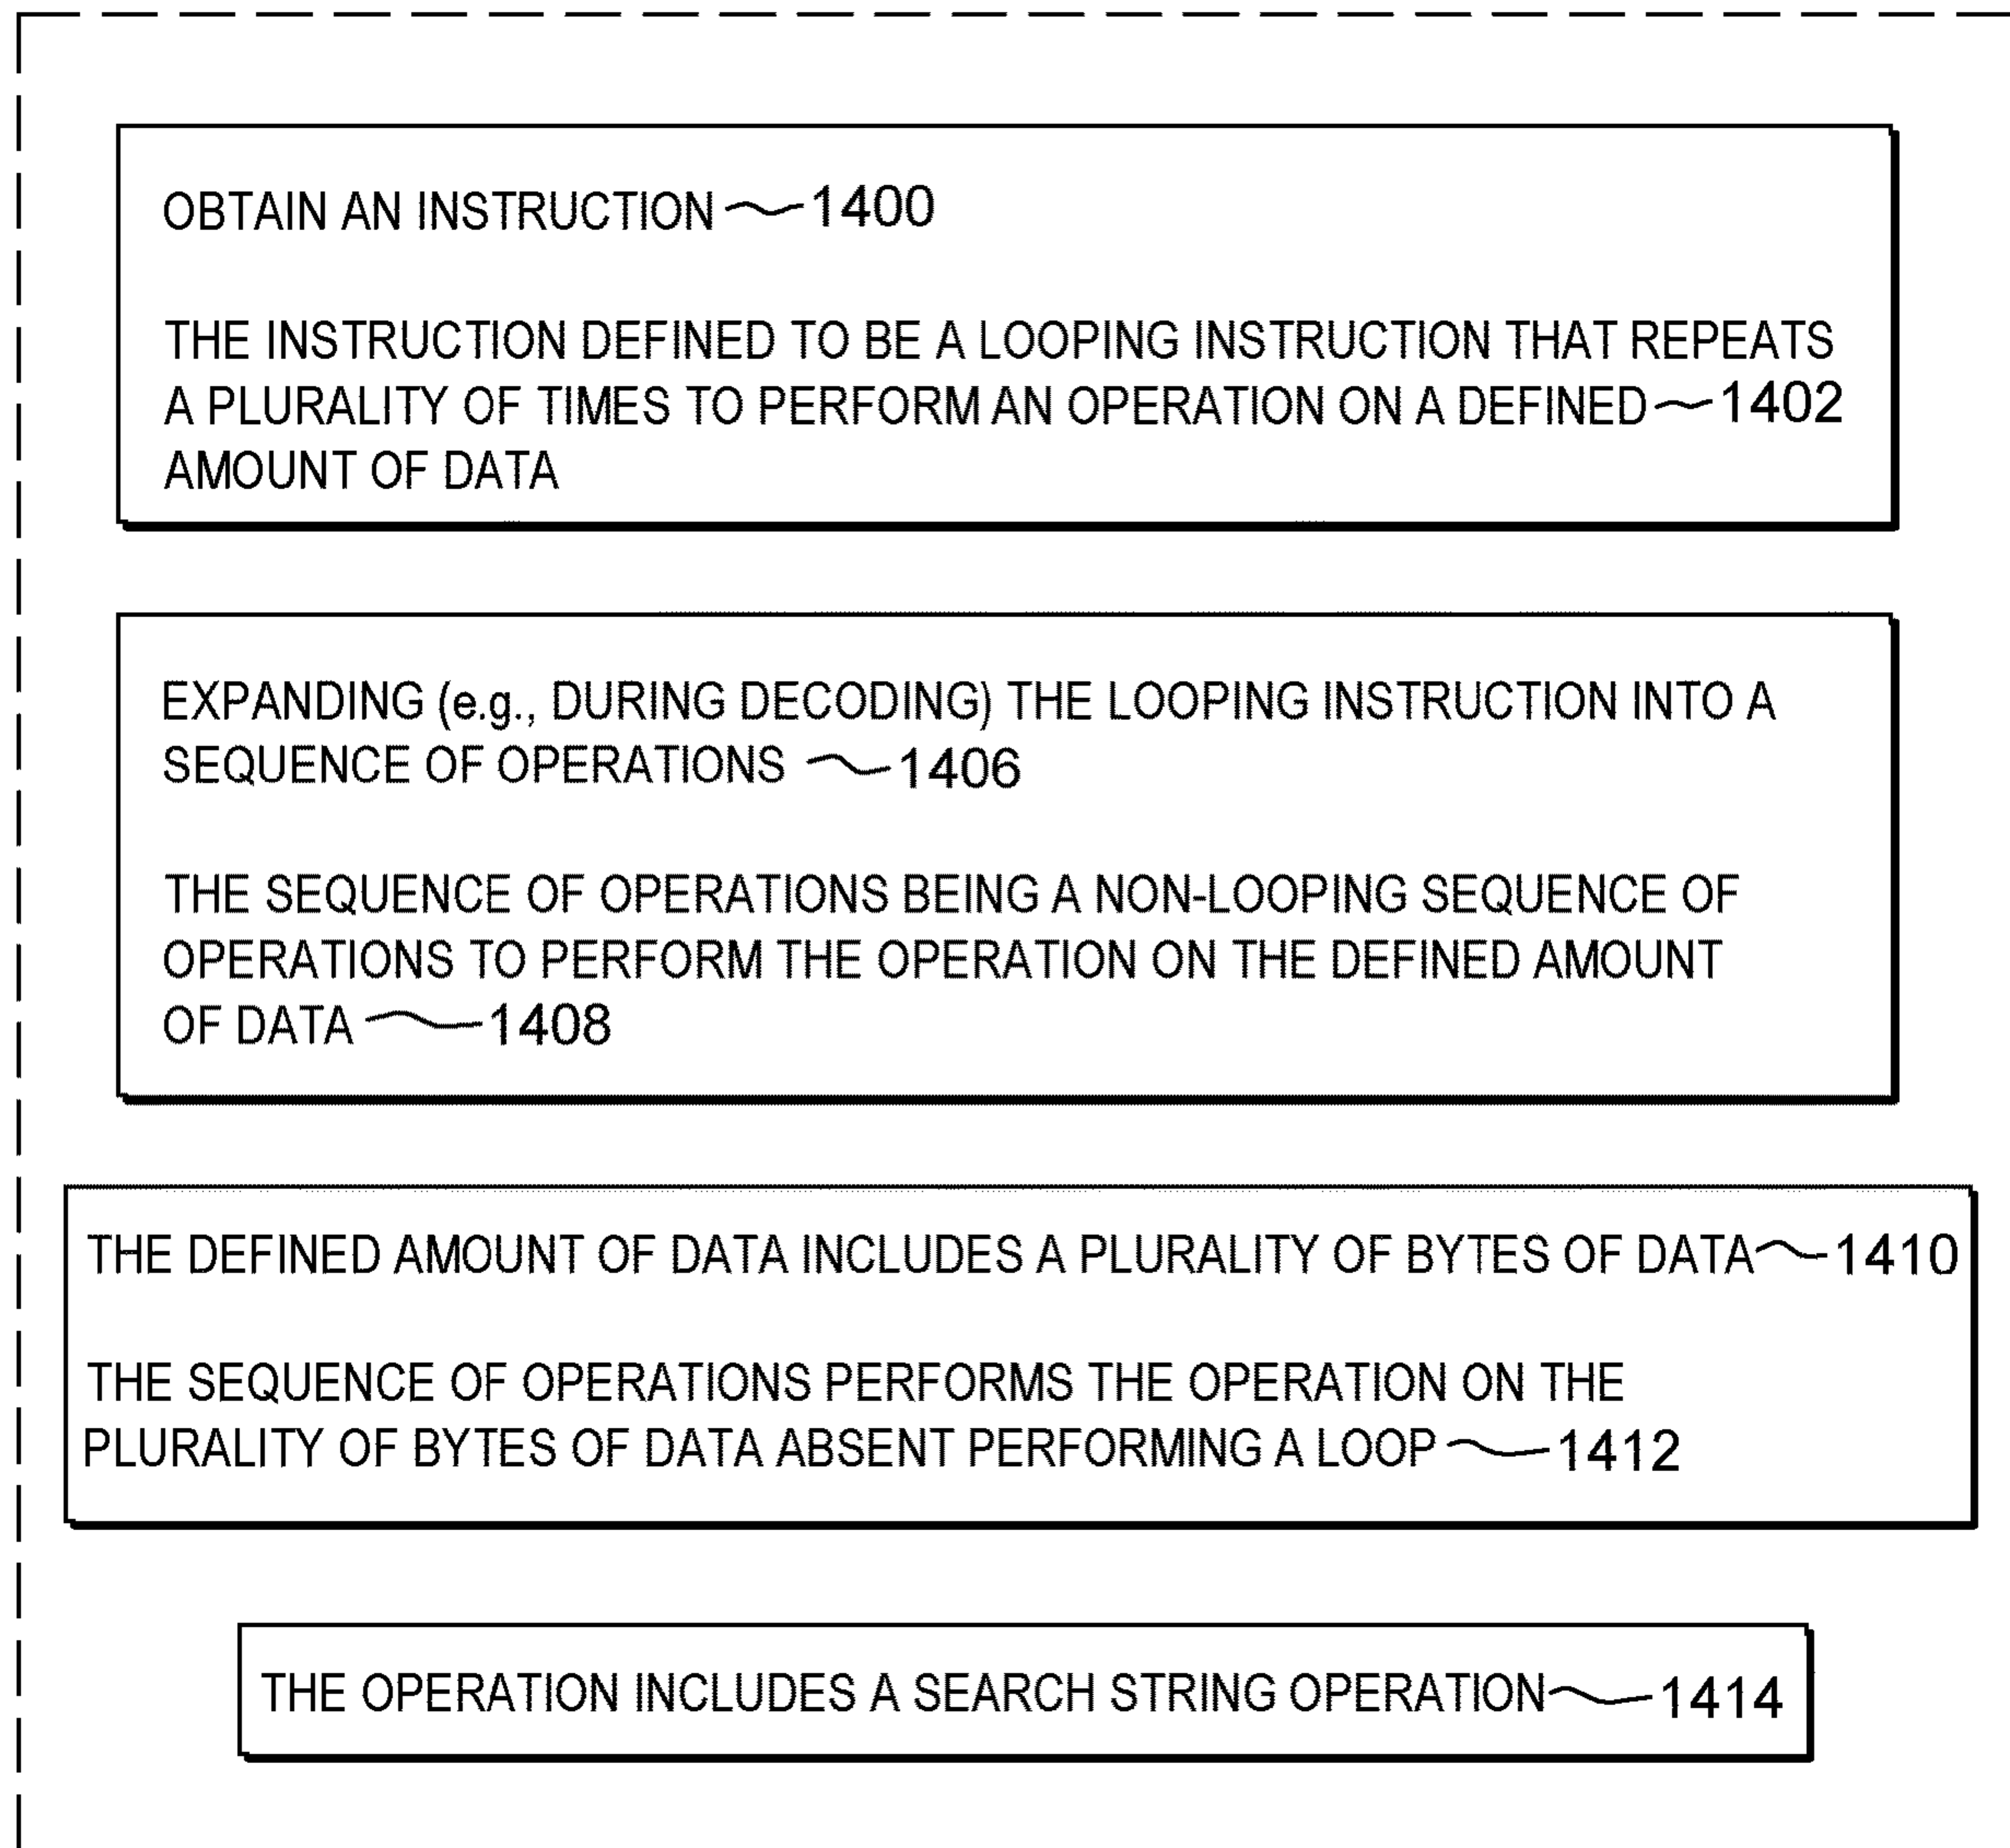 OBTAIN AN INSTRUCTION 1400
THE INSTRUCTION DEFINED TO BE A LOOPING INSTRUCTION THAT REPEATS
A PLURALITY OF TIMES TO PERFORM AN OPERATION ON A DEFINED 1402
AMOUNT OF DATA
EXPANDING (e.g., DURING DECODING) THE LOOPING INSTRUCTION INTO A
SEQUENCE OF OPERATIONS 1406
THE SEQUENCE OF OPERATIONS BEING A NON-LOOPING SEQUENCE OF
OPERATIONS TO PERFORM THE OPERATION ON THE DEFINED AMOUNT
OF DATA 1408
THE DEFINED AMOUNT OF DATA INCLUDES A PLURALITY OF BYTES OF DATA 1410
THE SEQUENCE OF OPERATIONS PERFORMS THE OPERATION ON THE
PLURALITY OF BYTES OF DATA ABSENT PERFORMING A LOOP 1412
THE OPERATION INCLUDES A SEARCH STRING OPERATION 1414